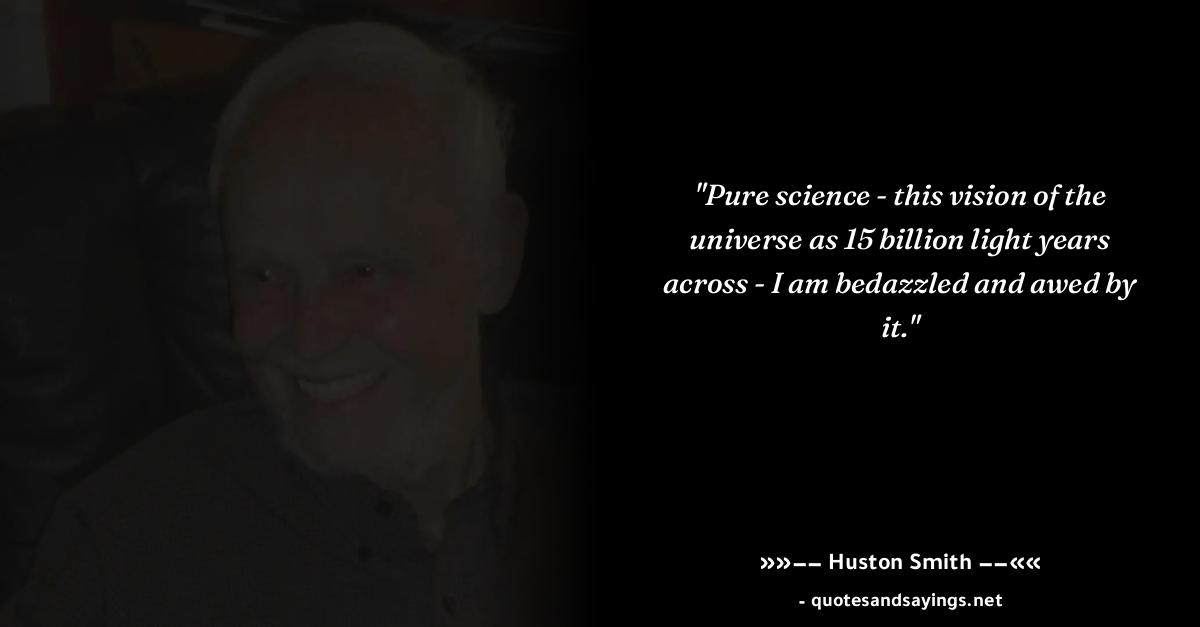 "Pure science - this vision of the
universe as 15 billion light years
across - I am bedazzled and awed by
it."
»»−− Huston Smith −−««
- quotesandsayings.net